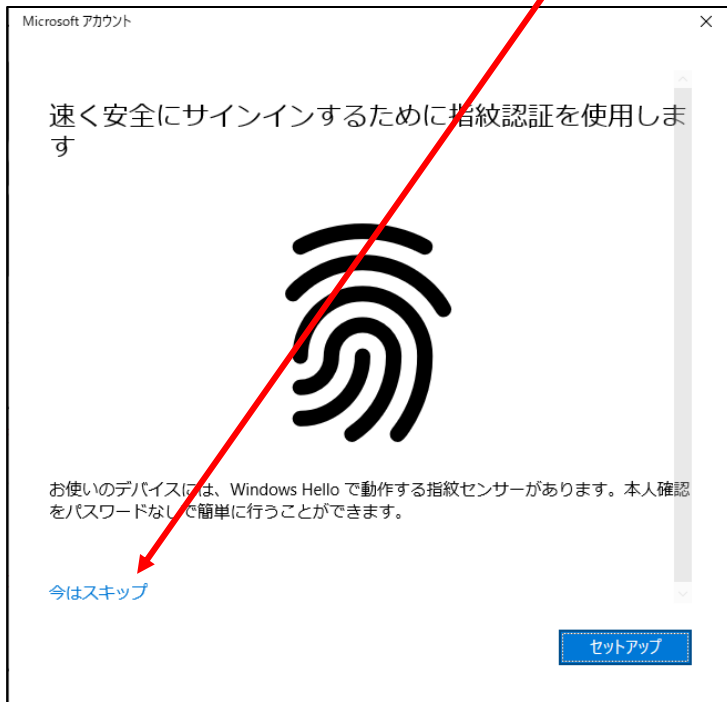 Microsoft アカウント
速く安全にサインインするために指紋認証を使用しま
す
お使いのデバイスには、Windows Hello で動作する指紋センサーがあります。本人確認
をパスワードなしで簡単に行うことができます。
今はスキップ
セットアップ